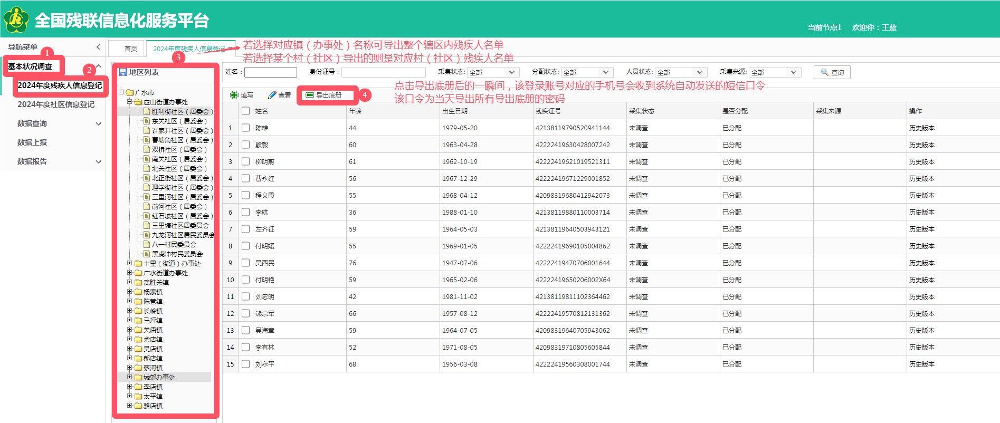 全国残联信息化服务平台
当前节点1 欢迎你：王蓝
导航菜单
1
基本状况调查
2
2024年度残疾人信息登记
2024年度社区信息登记
数据查询
数据上报
数据报告
首页 2024年度残疾人信息登记
3
若选择对应镇（办事处）名称可导出整个辖区内残疾人名单
若选择某个村（社区）导出的则是对应村（社区）残疾人名单
地区列表
广水市
应山街道办事处
胜利街社区（居委会）
东关社区（居委会）
许家井社区（居委会）
曹塘角社区（居委会）
双桥社区（居委会）
南关社区（居委会）
北关社区（居委会）
北正街社区（居委会）
理学街社区（居委会）
三里河社区（居委会）
前河社区（居委会）
红石坡社区（居委会）
三里塘社区居委员会
九龙河社区居民委员会
八一村民委员会
黑虎冲村民委员会
十里（街道）办事处
广水街道办事处
武胜关镇
杨寨镇
陈巷镇
长岭镇
马坪镇
关庙镇
余店镇
吴店镇
郝店镇
蔡河镇
城郊办事处
李店镇
太平镇
骆店镇
姓名： 身份证号： 采集状态: 全部 分配状态: 全部 人员状态: 全部 采集来源: 全部 查询
填写 查看 导出底册 4
点击导出底册后的一瞬间，该登录账号对应的手机号会收到系统自动发送的短信口令
该口令为当天导出所有导出底册的密码
姓名 年龄 出生日期 残疾证号 采集状态 是否分配 采集来源 操作
1 陈雄 44 1979-05-20 42138119790520941144 未调查 已分配 历史版本
2 殷毅 60 1963-04-28 42222419630428007242 未调查 已分配 历史版本
3 柳明蔚 61 1962-10-19 42222419621019521311 未调查 已分配 历史版本
4 曹永红 56 1967-12-29 42222419671229001852 未调查 已分配 历史版本
5 程义霞 55 1968-04-12 42098319680412942073 未调查 已分配 历史版本
6 李航 36 1988-01-10 42138119880110003714 未调查 已分配 历史版本
7 左齐征 59 1964-05-03 42138119640503943121 未调查 已分配 历史版本
8 付明媛 55 1969-01-05 42222419690105004862 未调查 已分配 历史版本
9 吴西民 76 1947-07-06 42222419470706001644 未调查 已分配 历史版本
10 付明艳 59 1965-02-06 42222419650206002X64 未调查 已分配 历史版本
11 刘忠明 42 1981-11-02 42138119811102364462 未调查 已分配 历史版本
12 熊宗军 66 1957-08-12 42222419570812131362 未调查 已分配 历史版本
13 吴海章 59 1964-07-05 42098319640705943062 未调查 已分配 历史版本
14 李有林 52 1971-08-05 42098319710805605844 未调查 已分配 历史版本
15 刘永平 68 1956-03-08 42222419560308001744 未调查 已分配 历史版本